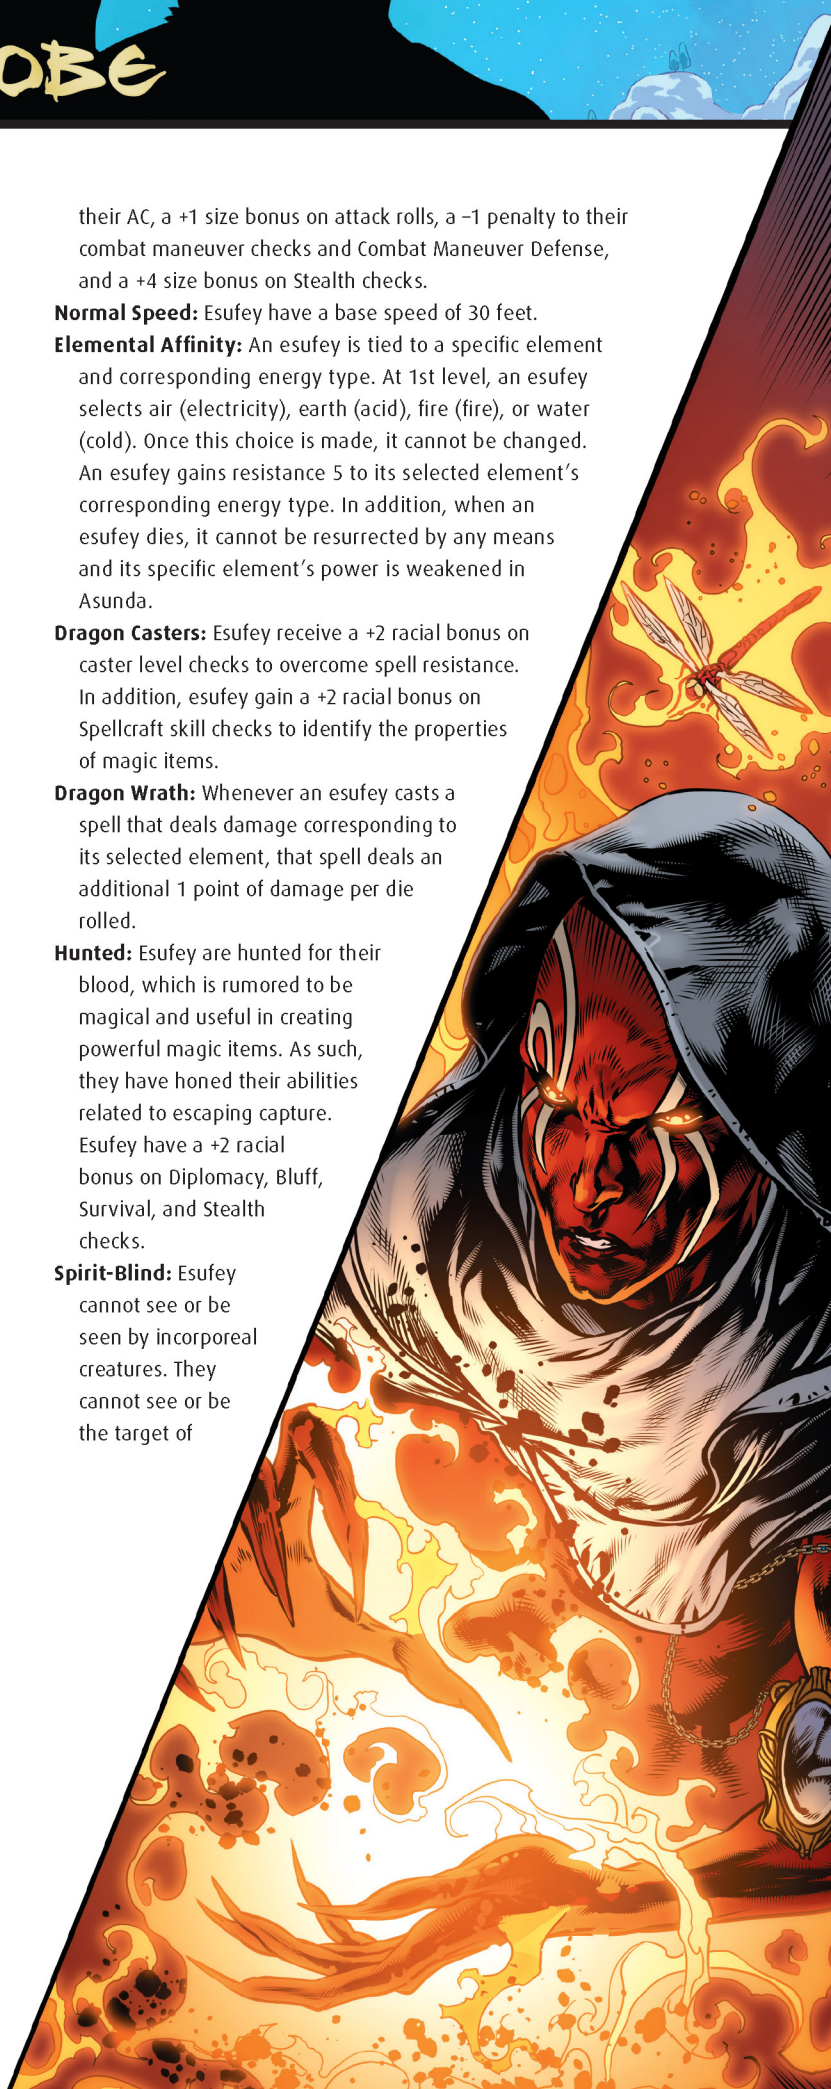 OBE
their AC, a +1 size bonus on attack rolls, a –1 penalty to their
combat maneuver checks and Combat Maneuver Defense,
and a +4 size bonus on Stealth checks.
Normal Speed: Esufey have a base speed of 30 feet.
Elemental Affinity: An esufey is tied to a specific element
and corresponding energy type. At 1st level, an esufey
selects air (electricity), earth (acid), fire (fire), or water
(cold). Once this choice is made, it cannot be changed.
An esufey gains resistance 5 to its selected element’s
corresponding energy type. In addition, when an
esufey dies, it cannot be resurrected by any means
and its specific element’s power is weakened in
Asunda.
Dragon Casters: Esufey receive a +2 racial bonus on
caster level checks to overcome spell resistance.
In addition, esufey gain a +2 racial bonus on
Spellcraft skill checks to identify the properties
of magic items.
Dragon Wrath: Whenever an esufey casts a
spell that deals damage corresponding to
its selected element, that spell deals an
additional 1 point of damage per die
rolled.
Hunted: Esufey are hunted for their
blood, which is rumored to be
magical and useful in creating
powerful magic items. As such,
they have honed their abilities
related to escaping capture.
Esufey have a +2 racial
bonus on Diplomacy, Bluff,
Survival, and Stealth
checks.
Spirit-Blind: Esufey
cannot see or be
seen by incorporeal
creatures. They
cannot see or be
the target of